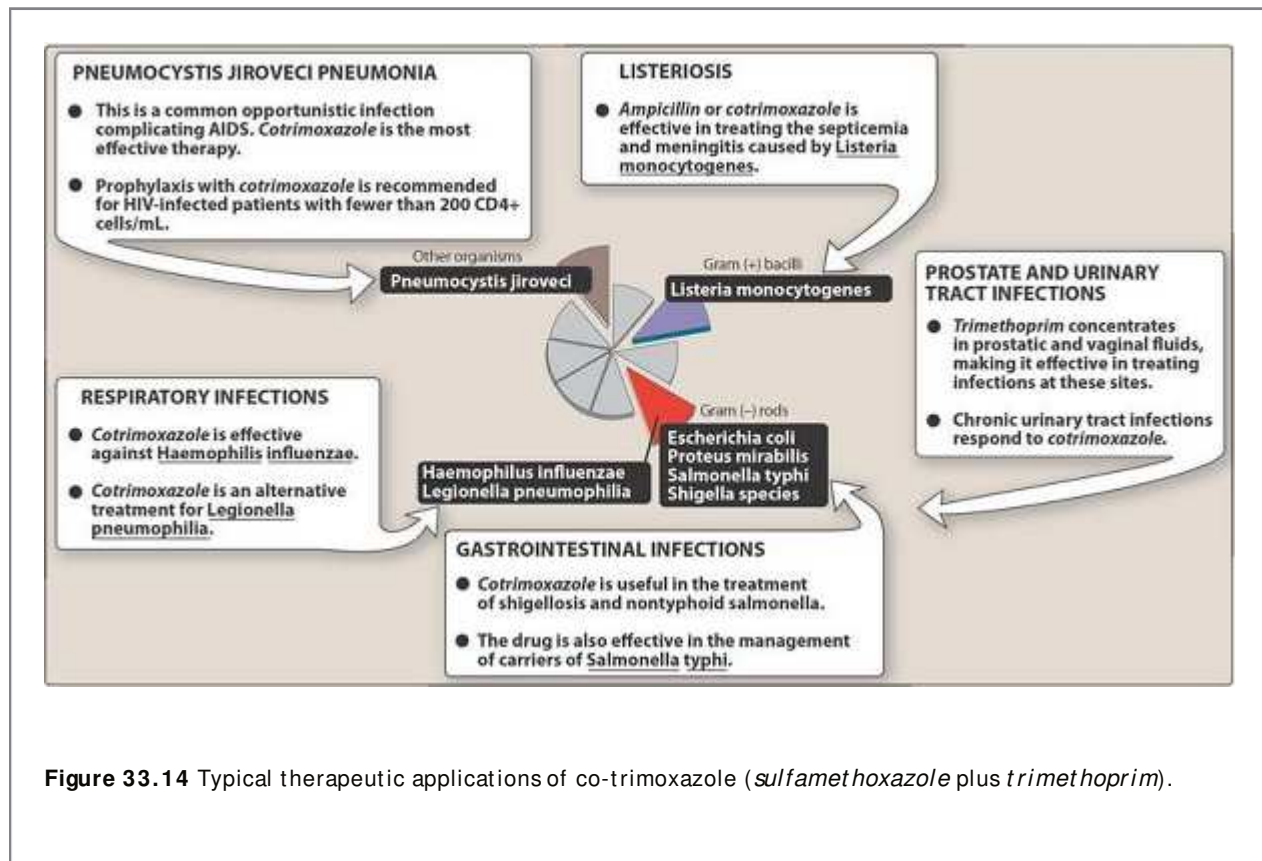 PNEUMOCYSTIS JIROVECI PNEUMONIA
● This is a common opportunistic infection
complicating AIDS. Cotrimoxazole is the most
effective therapy.
● Prophylaxis with cotrimoxazole is recommended
for HIV-infected patients with fewer than 200 CD4+
cells/mL.
LISTERIOSIS
● Ampicillin or cotrimoxazole is
effective in treating the septicemia
and meningitis caused by Listeria
monocytogenes.
Other organisms
Pneumocystis jiroveci
Gram (+) bacilli
Listeria monocytogenes
PROSTATE AND URINARY
TRACT INFECTIONS
● Trimethoprim concentrates
in prostatic and vaginal fluids,
making it effective in treating
infections at these sites.
● Chronic urinary tract infections
respond to cotrimoxazole.
RESPIRATORY INFECTIONS
● Cotrimoxazole is effective
against Haemophilis influenzae.
● Cotrimoxazole is an alternative
treatment for Legionella
pneumophilia.
Haemophilus influenzae
Legionella pneumophilia
Gram (–) rods
Escherichia coli
Proteus mirabilis
Salmonella typhi
Shigella species
GASTROINTESTINAL INFECTIONS
● Cotrimoxazole is useful in the treatment
of shigellosis and nontyphoid salmonella.
● The drug is also effective in the management
of carriers of Salmonella typhi.
Figure 33.14 Typical therapeutic applications of co-trimoxazole (sulfamethoxazole plus trimethoprim).